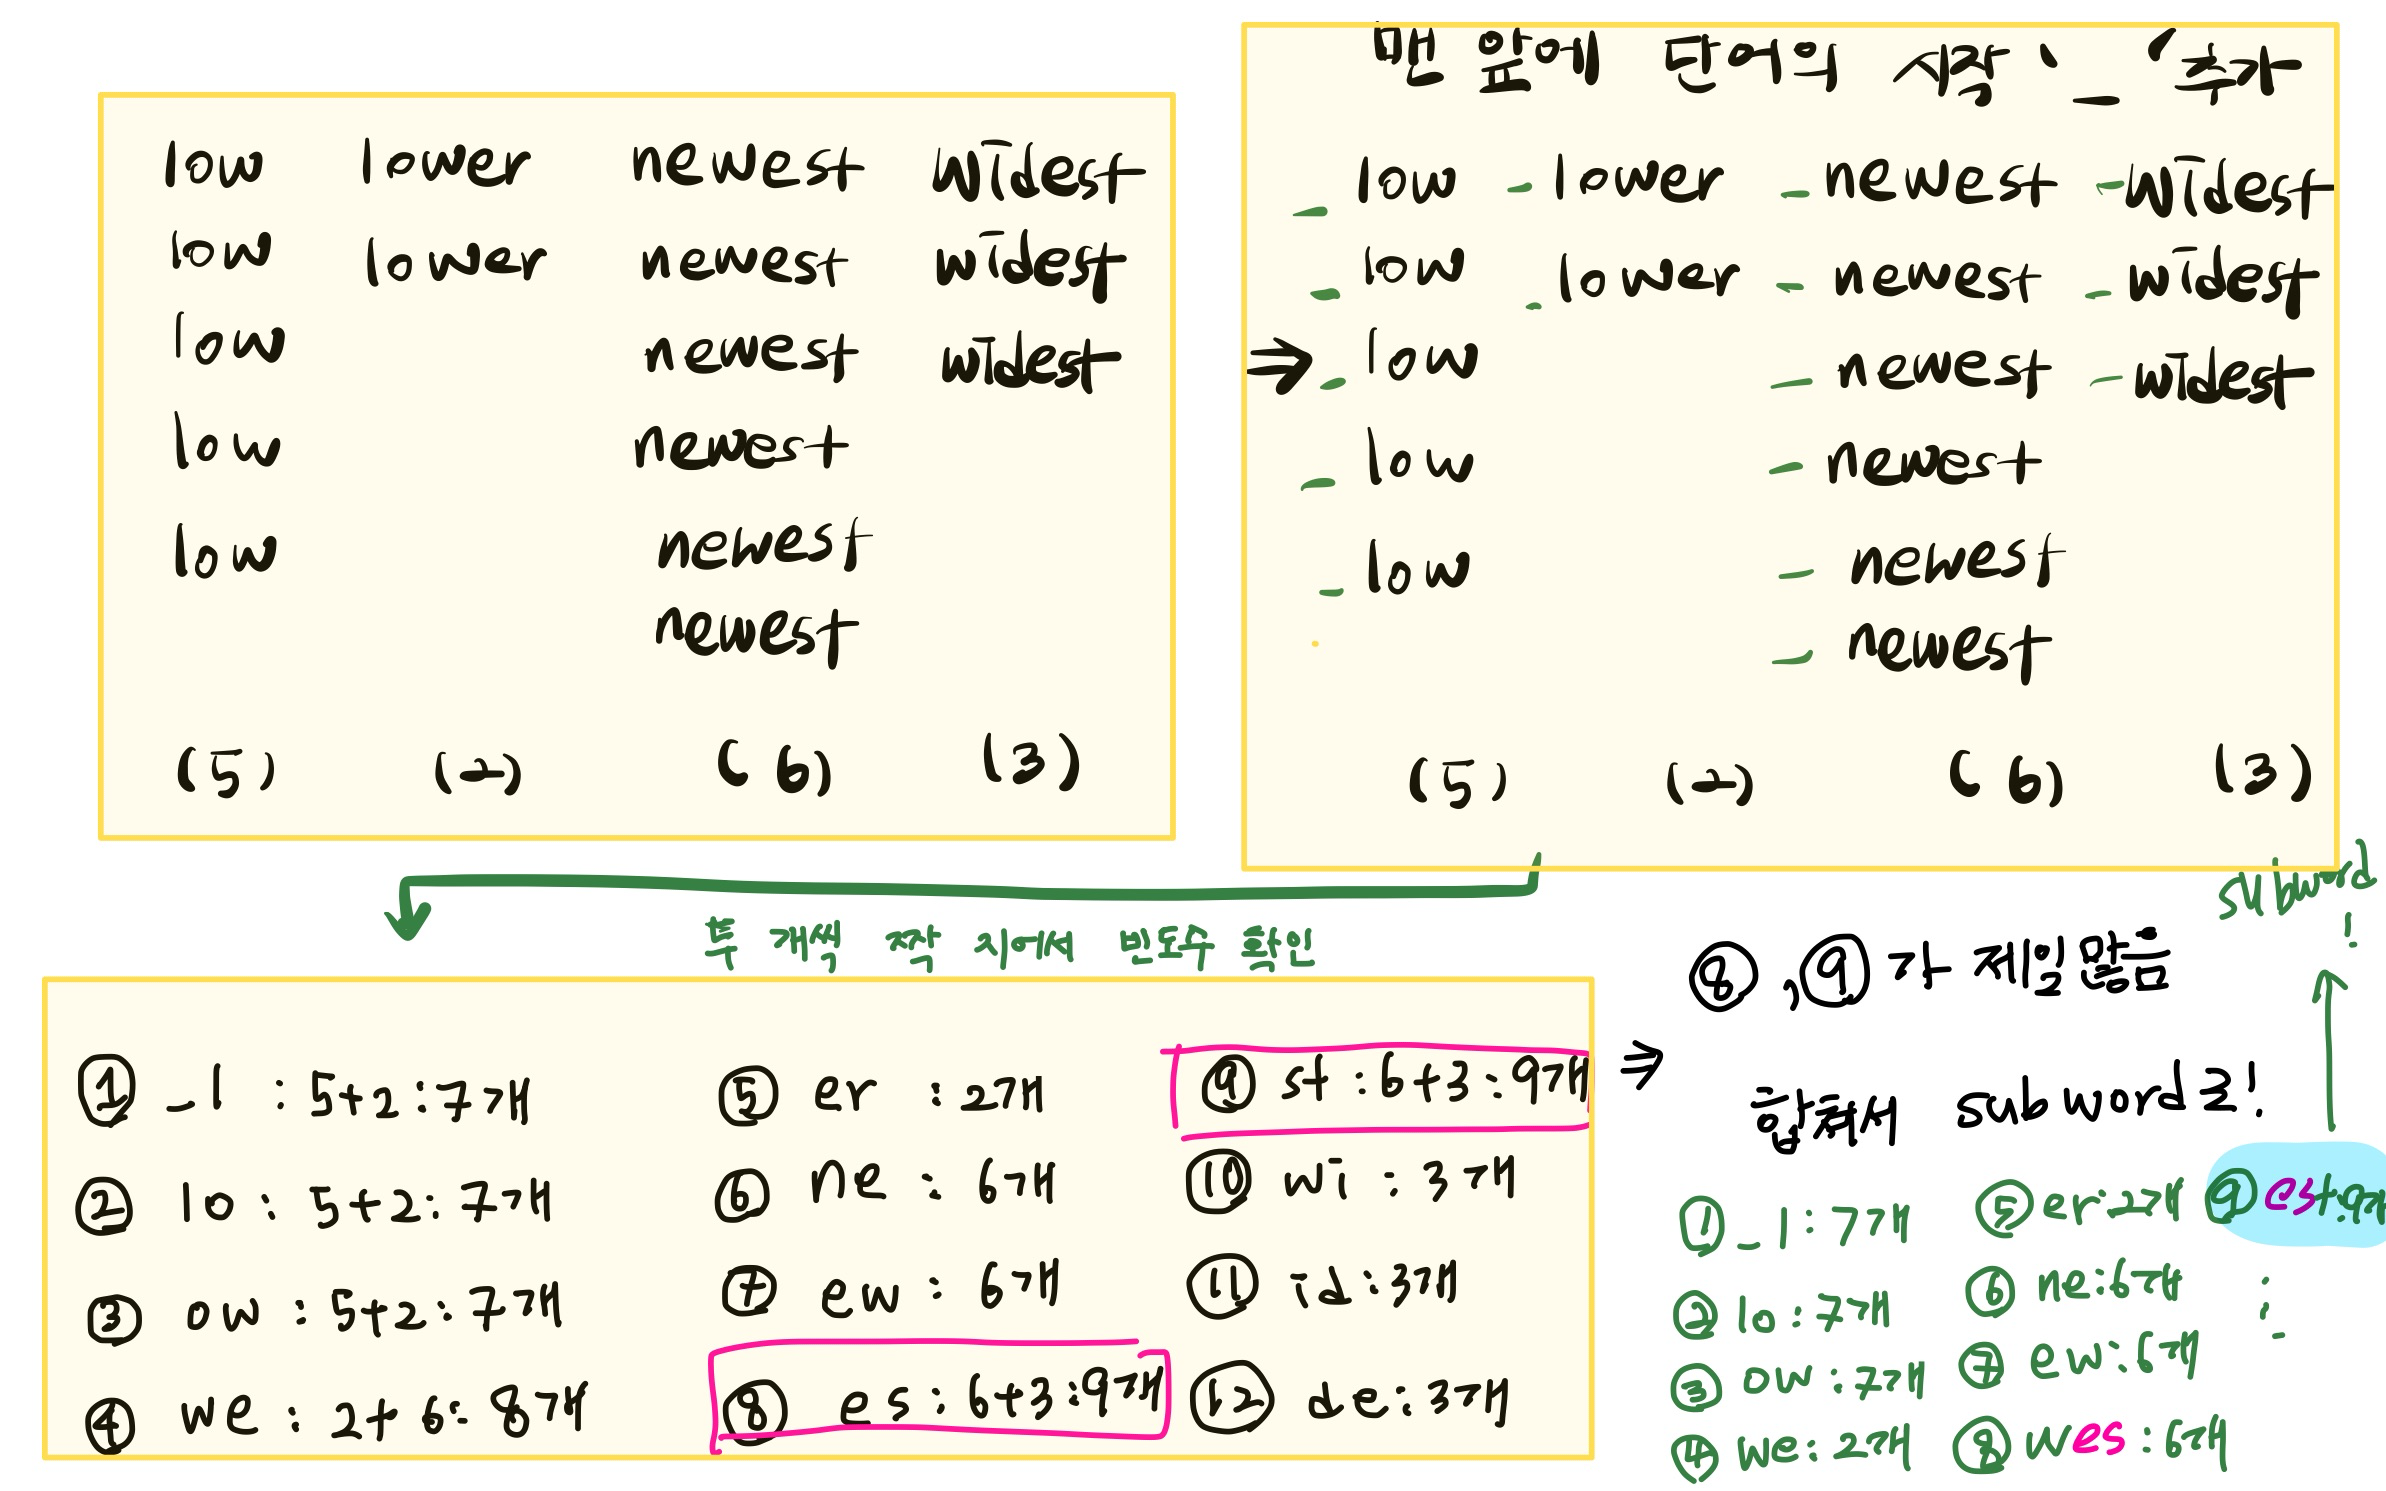 low lower newest widest
low lower newest widest
low newest widest
low newest
low newest
newest
(5) (2) (6) (3)
맨 앞에 단어의 시작 '_' 추가
_low _lower _newest _widest
_low _lower _newest _widest
_low _newest _widest
_low _newest
_low _newest
_newest
(5) (2) (6) (3)
두 개씩 짝 지어서 빈도수 확인
① _l : 5+2 : 7개
② lo : 5+2 : 7개
③ ow : 5+2 : 7개
④ we : 2+6 : 8개
⑤ er : 2개
⑥ ne : 6개
⑦ ew : 6개
⑧ es : 6+3 : 9개
⑨ st : 6+3 : 9개
⑩ wi : 3개
⑪ id : 3개
⑫ de : 3개
⑧, ⑨가 제일 많음
합쳐서 subword로!
subword
!
① _l : 7개
② lo : 7개
③ ow : 7개
④ we : 2개
⑤ er : 2개
⑥ ne : 6개
⑦ ew : 6개
⑧ wes : 6개
⑨ est : 9개